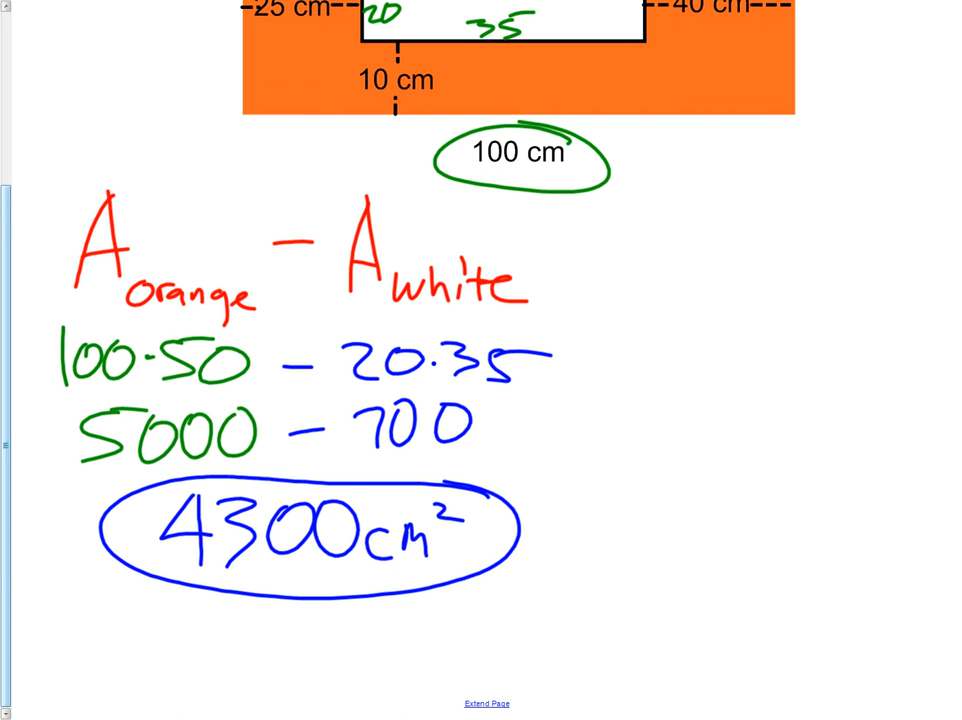 25 cm 20 35 40 cm
10 cm
100 cm
A orange - A white
100·50 - 20·35
5000 - 700
4300 cm²
Extend Page